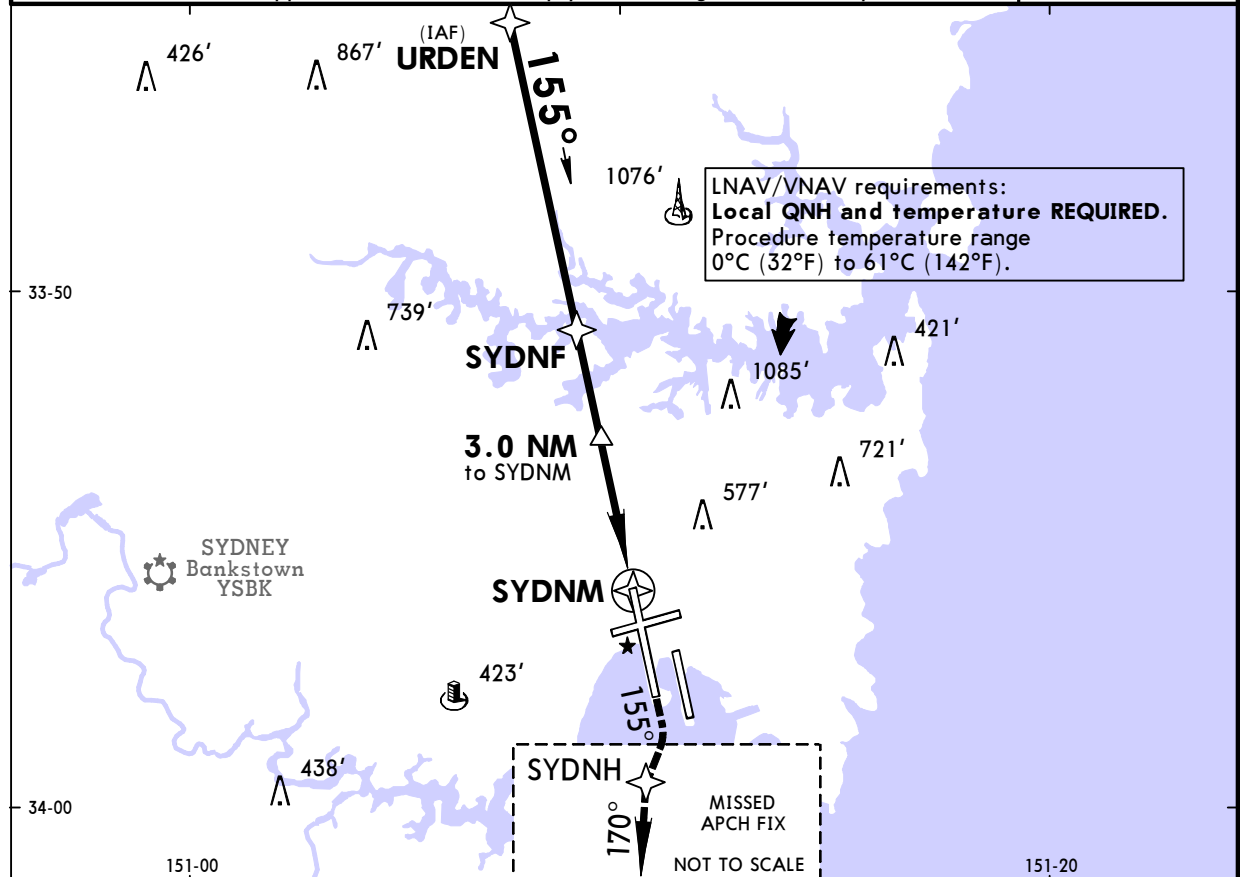 (IAF)
URDEN
426'
867'
155°
1076'
LNAV/VNAV requirements:
Local QNH and temperature REQUIRED.
Procedure temperature range
0°C (32°F) to 61°C (142°F).
33-50
739'
SYDNF
421'
1085'
3.0 NM
to SYDNM
721'
577'
SYDNEY
Bankstown
YSBK
SYDNM
423'
155°
SYDNH
438'
34-00
170°
MISSED
APCH FIX
NOT TO SCALE
151-00
151-20